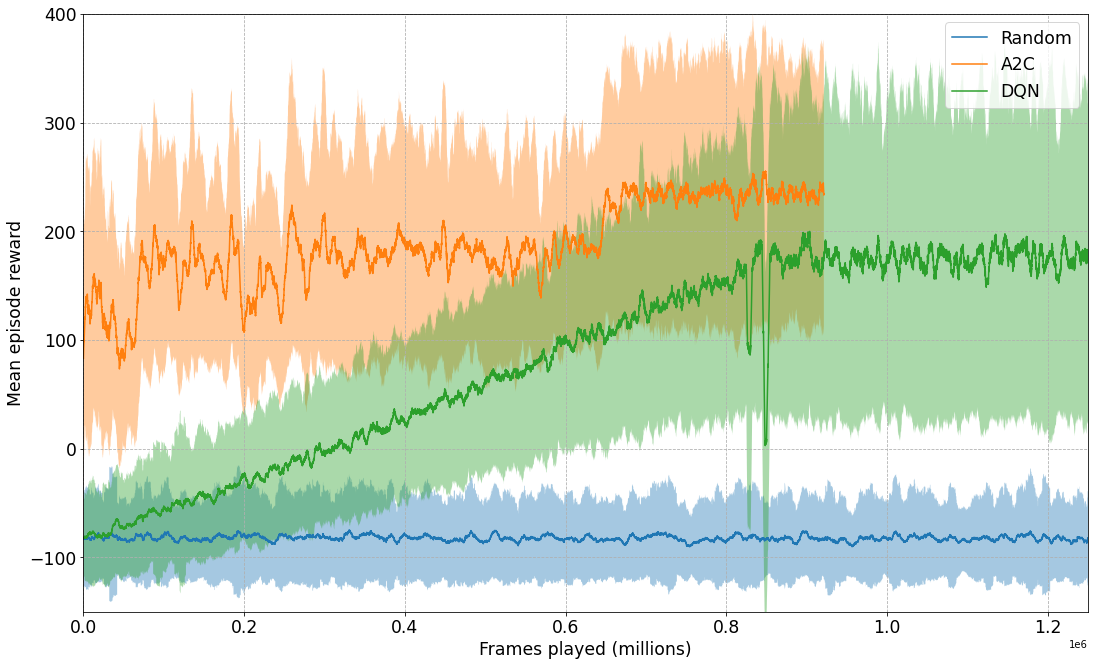 400
300
200
100
0
−100
Mean episode reward
Random
A2C
DQN
0.0 0.2 0.4 0.6 0.8 1.0 1.2
1e6
Frames played (millions)